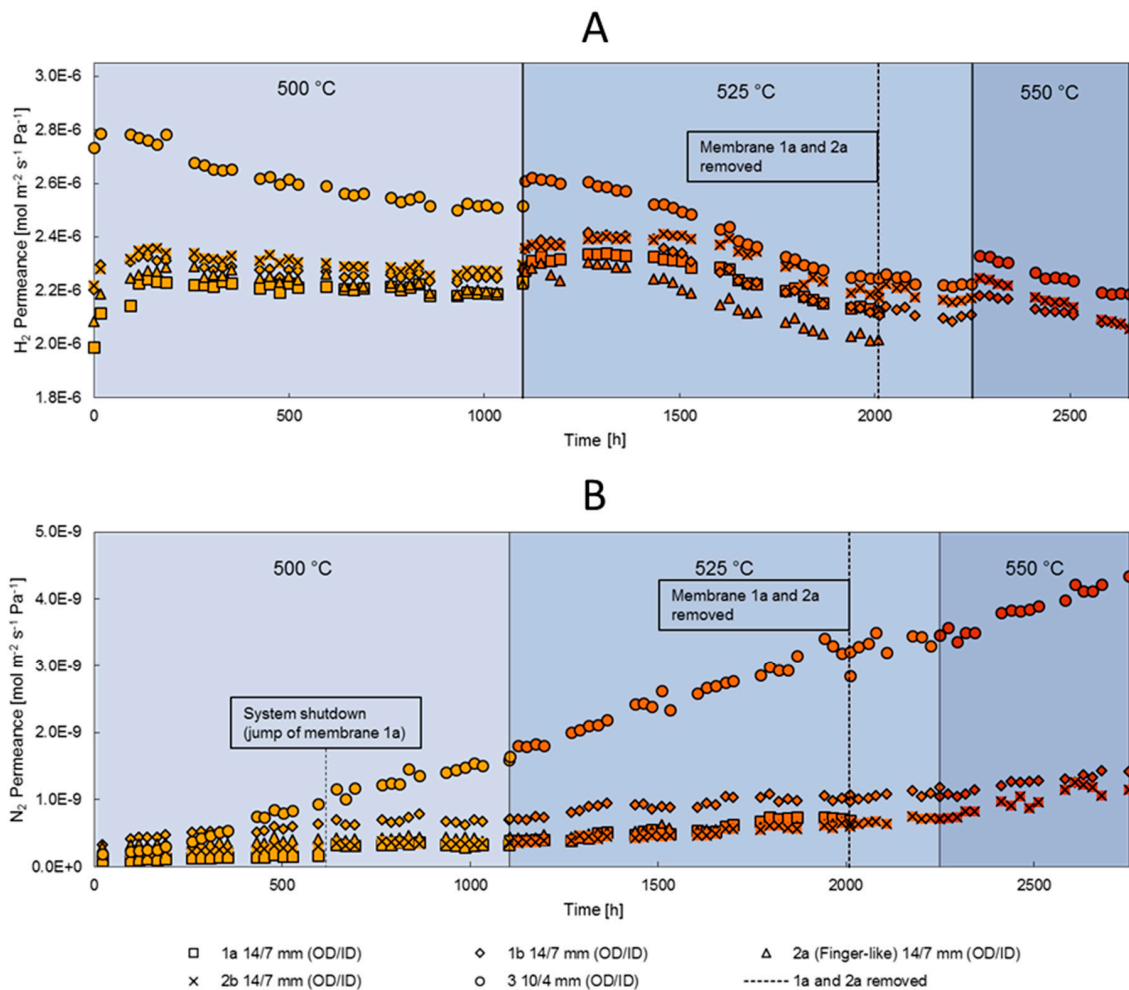 A
3.0E-6
2.8E-6
2.6E-6
2.4E-6
2.2E-6
2.0E-6
1.8E-6
H2 Permeance [mol m-2 s-1 Pa-1]
500 °C
525 °C
550 °C
Membrane 1a and 2a
removed
0 500 1000 1500 2000 2500
Time [h]
B
5.0E-9
4.0E-9
3.0E-9
2.0E-9
1.0E-9
0.0E+0
N2 Permeance [mol m-2 s-1 Pa-1]
500 °C
525 °C
550 °C
Membrane 1a and 2a
removed
System shutdown
(jump of membrane 1a)
0 500 1000 1500 2000 2500
Time [h]
1a 14/7 mm (OD/ID) 1b 14/7 mm (OD/ID) 2a (Finger-like) 14/7 mm (OD/ID)
2b 14/7 mm (OD/ID) 3 10/4 mm (OD/ID) 1a and 2a removed